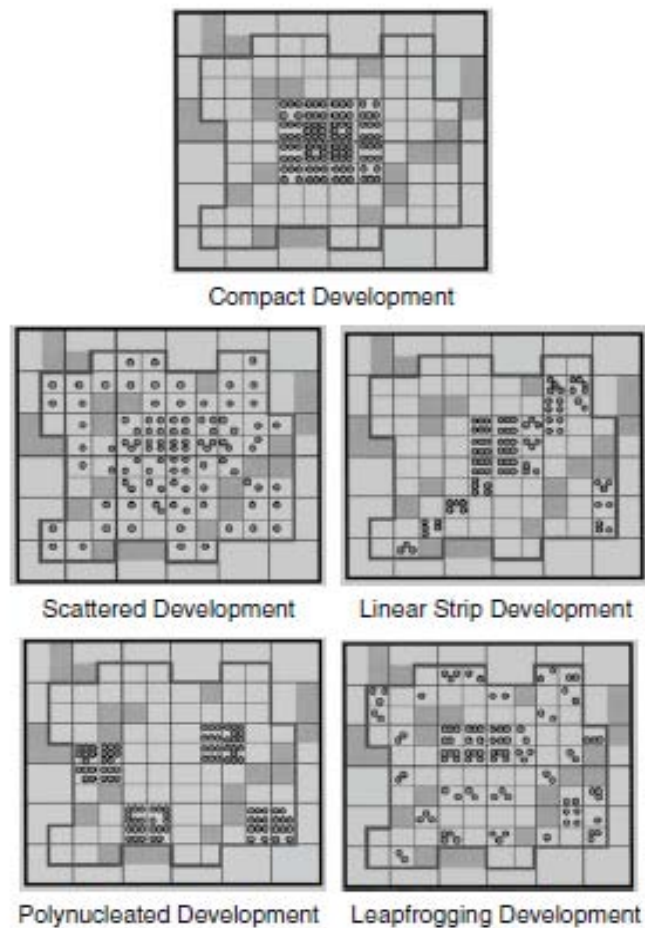 Compact Development
Scattered Development
Linear Strip Development
Polynucleated Development
Leapfrogging Development